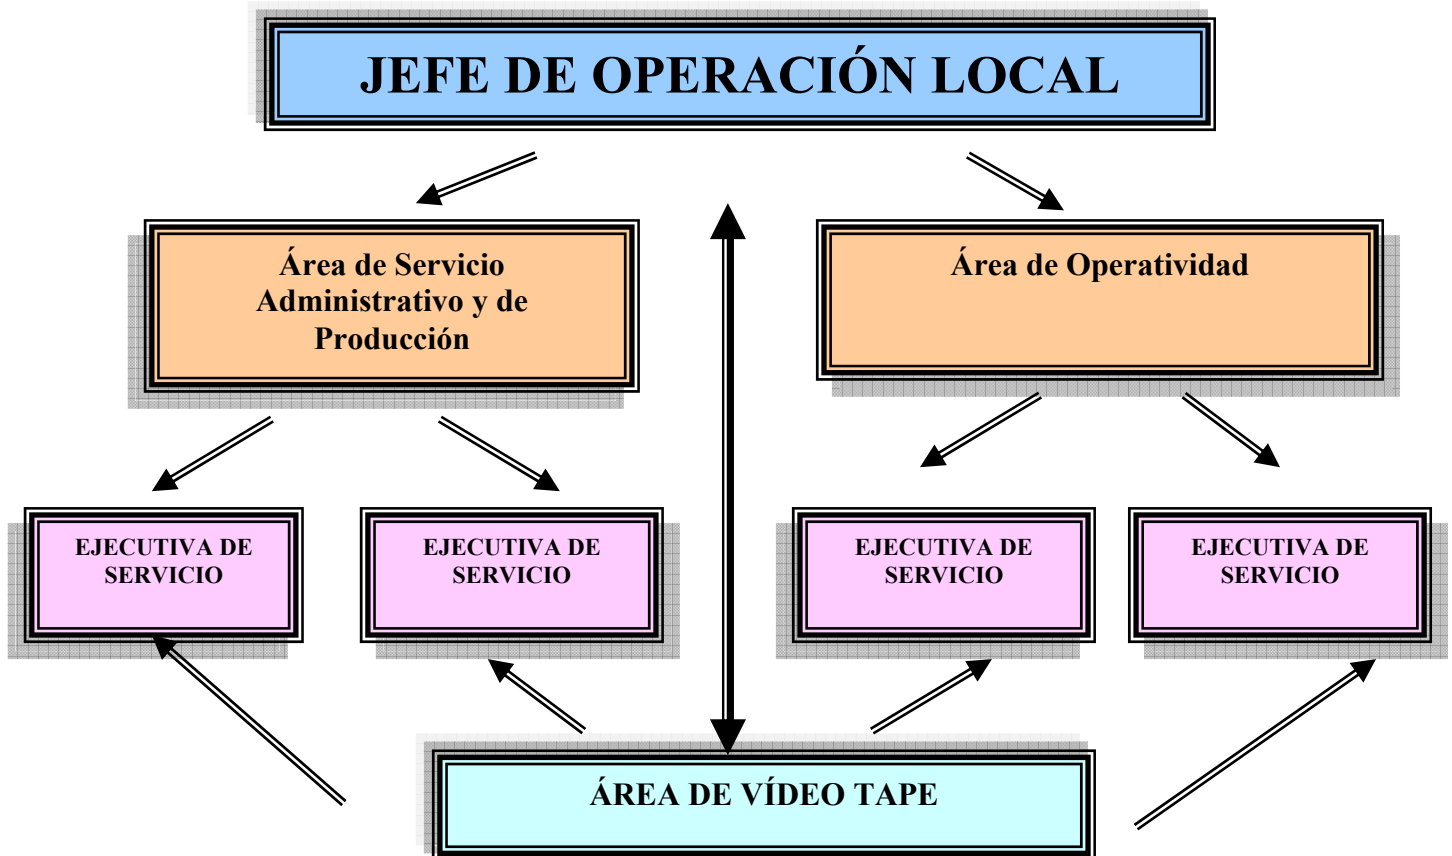 JEFE DE OPERACIÓN LOCAL
Área de Servicio
Administrativo y de
Producción
Área de Operatividad
EJECUTIVA DE
SERVICIO
EJECUTIVA DE
SERVICIO
EJECUTIVA DE
SERVICIO
EJECUTIVA DE
SERVICIO
ÁREA DE VÍDEO TAPE